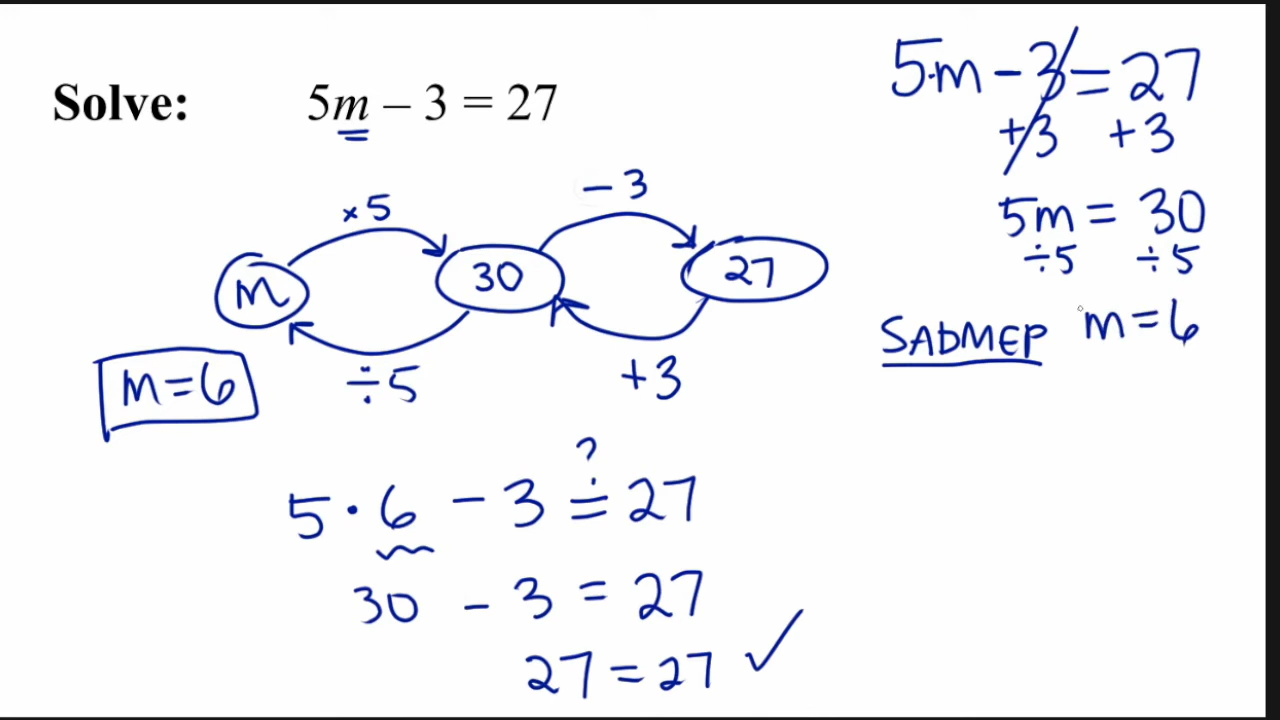 Solve: 5m – 3 = 27
× 5
– 3
m
30
27
÷5
+3
m=6
5 · 6 – 3 ≟ 27
30 – 3 = 27
27 = 27 ✓
5·m – 3 = 27
+3 +3
5m = 30
÷5 ÷5
SADMEP m=6